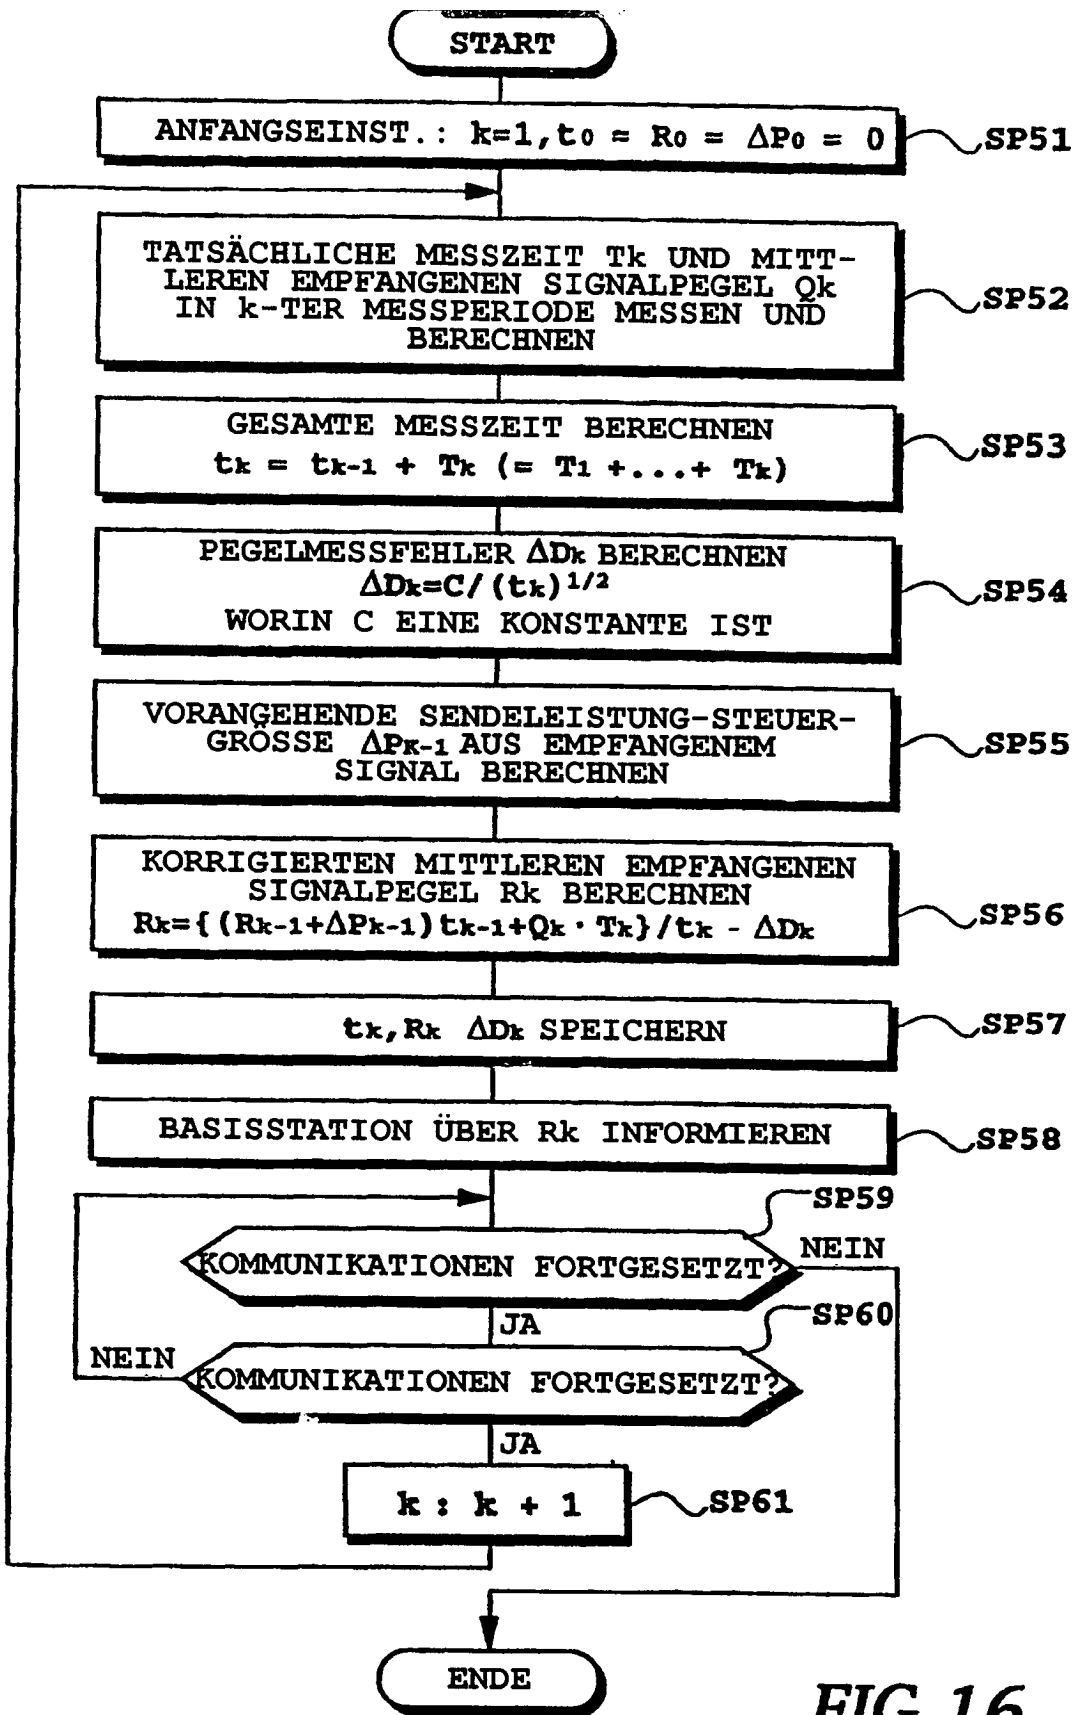 START
ANFANGSEINST.: k=1,t0 = R0 = ΔP0 = 0
SP51
TATSÄCHLICHE MESSZEIT Tk UND MITT-
LEREN EMPFANGENEN SIGNALPEGEL Qk
IN k-TER MESSPERIODE MESSEN UND
BERECHNEN
SP52
GESAMTE MESSZEIT BERECHNEN
tk = tk-1 + Tk (= T1 +...+ Tk)
SP53
PEGELMESSFEHLER ΔDk BERECHNEN
ΔDk=C/(tk)1/2
WORIN C EINE KONSTANTE IST
SP54
VORANGEHENDE SENDELEISTUNG-STEUER-
GRÖSSE ΔPK-1 AUS EMPFANGENEM
SIGNAL BERECHNEN
SP55
KORRIGIERTEN MITTLEREN EMPFANGENEN
SIGNALPEGEL Rk BERECHNEN
Rk={(Rk-1+ΔPk-1)tk-1+Qk·Tk}/tk - ΔDk
SP56
tk,Rk ΔDk SPEICHERN
SP57
BASISSTATION ÜBER Rk INFORMIEREN
SP58
SP59
KOMMUNIKATIONEN FORTGESETZT?
NEIN
JA
SP60
NEIN
KOMMUNIKATIONEN FORTGESETZT?
JA
k : k + 1
SP61
ENDE
FIG. 16